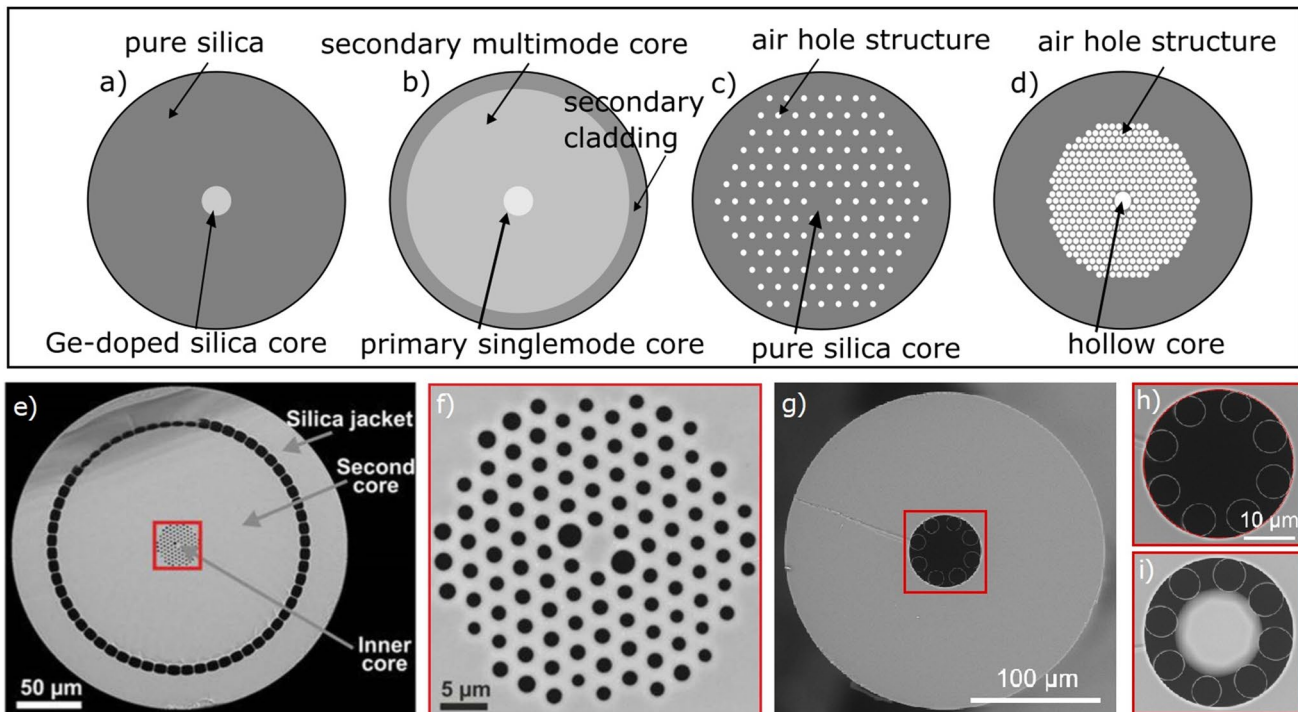 pure silica
secondary multimode core
air hole structure
air hole structure
a)
b)
c)
d)
secondary
cladding
Ge-doped silica core
primary singlemode core
pure silica core
hollow core
e)
Silica jacket
Second
core
Inner
core
50 µm
f)
5 µm
g)
100 µm
h)
10 µm
i)